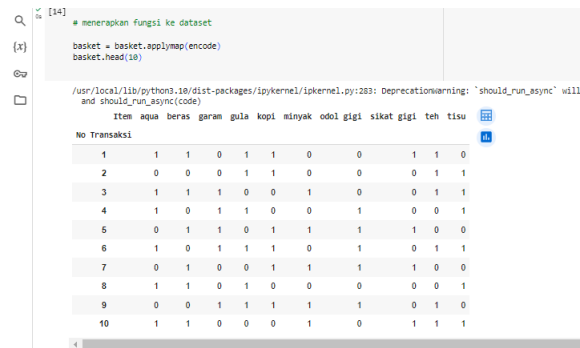 [14]
# menerapkan fungsi ke dataset
basket = basket.applymap(encode)
basket.head(10)
/usr/local/lib/python3.10/dist-packages/ipykernel/ipkernel.py:283: DeprecationWarning: `should_run_async` will
and should_run_async(code)
Item aqua beras garam gula kopi minyak odol gigi sikat gigi teh tisu
No Transaksi
1 1 1 0 1 1 0 0 1 1 0
2 0 0 0 1 1 0 0 0 1 1
3 1 1 1 0 0 1 0 0 1 1
4 1 0 1 1 0 0 1 0 0 1
5 0 1 1 0 1 1 1 1 0 0
6 1 0 1 1 1 0 1 0 1 1
7 0 1 0 0 1 1 1 1 0 0
8 1 1 0 1 0 0 0 0 0 1
9 0 0 1 1 1 1 1 0 1 0
10 1 1 0 0 0 1 0 1 1 1